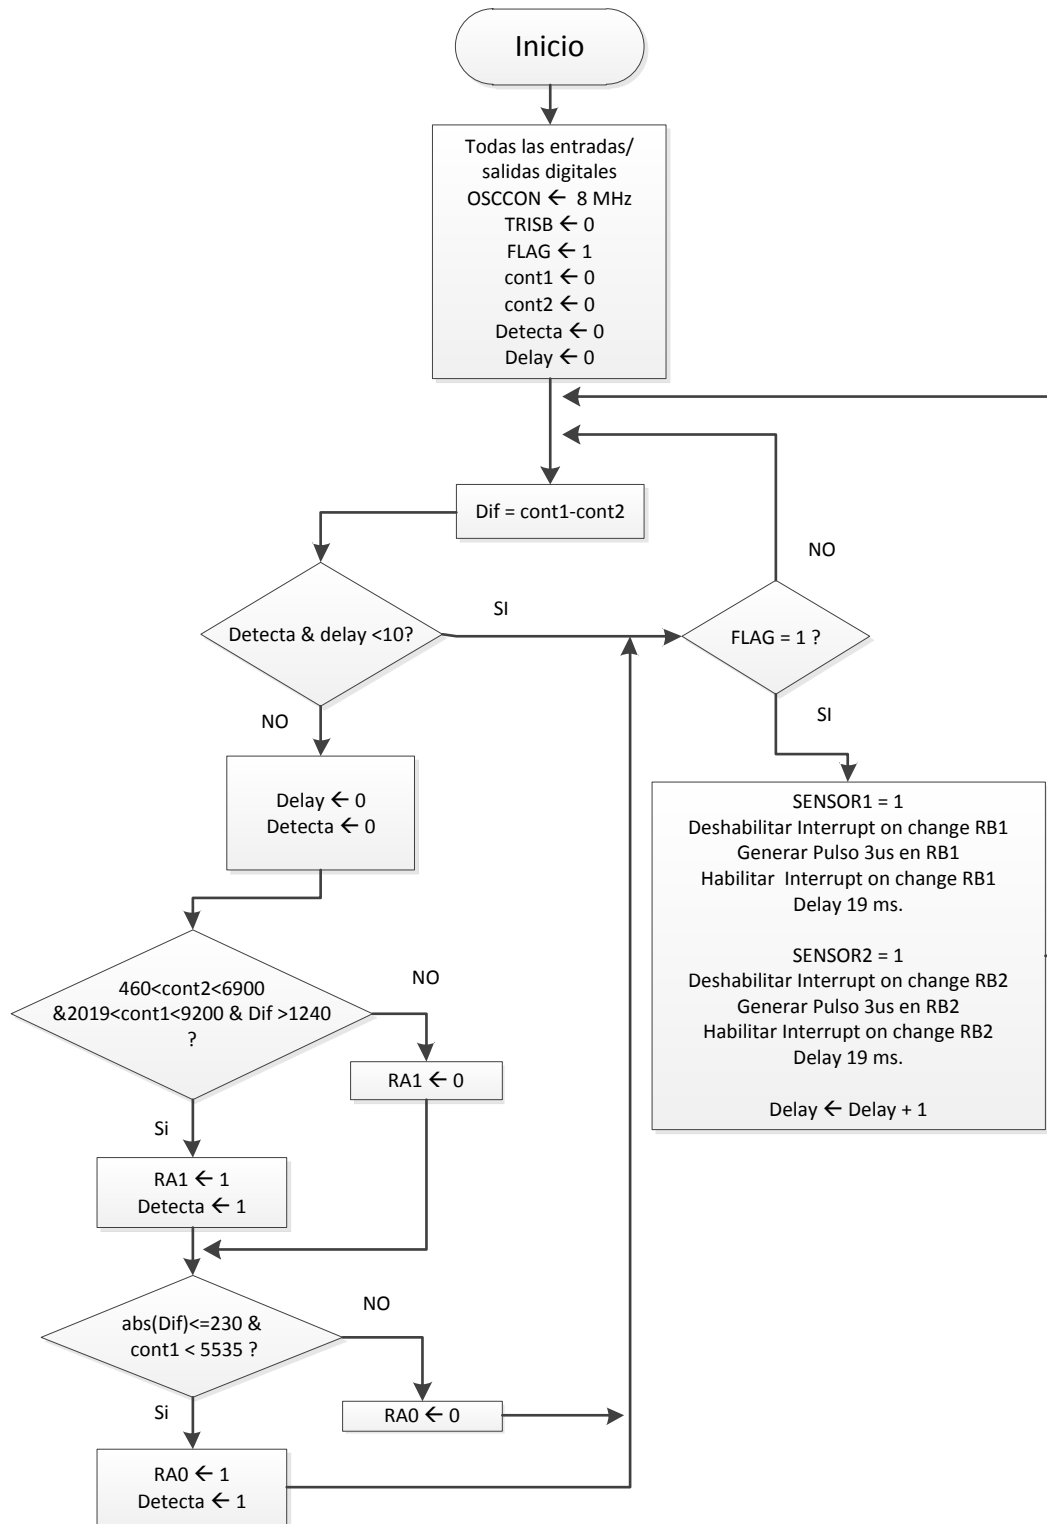 Inicio
Todas las entradas/
salidas digitales
OSCCON ← 8 MHz
TRISB ← 0
FLAG ← 1
cont1 ← 0
cont2 ← 0
Detecta ← 0
Delay ← 0
Dif = cont1-cont2
NO
Detecta & delay <10?
SI
FLAG = 1 ?
NO
SI
Delay ← 0
Detecta ← 0
SENSOR1 = 1
Deshabilitar Interrupt on change RB1
Generar Pulso 3us en RB1
Habilitar Interrupt on change RB1
Delay 19 ms.
SENSOR2 = 1
Deshabilitar Interrupt on change RB2
Generar Pulso 3us en RB2
Habilitar Interrupt on change RB2
Delay 19 ms.
Delay ← Delay + 1
460<cont2<6900
&2019<cont1<9200 & Dif >1240
?
NO
RA1 ← 0
Si
RA1 ← 1
Detecta ← 1
abs(Dif)<=230 &
cont1 < 5535 ?
NO
RA0 ← 0
Si
RA0 ← 1
Detecta ← 1